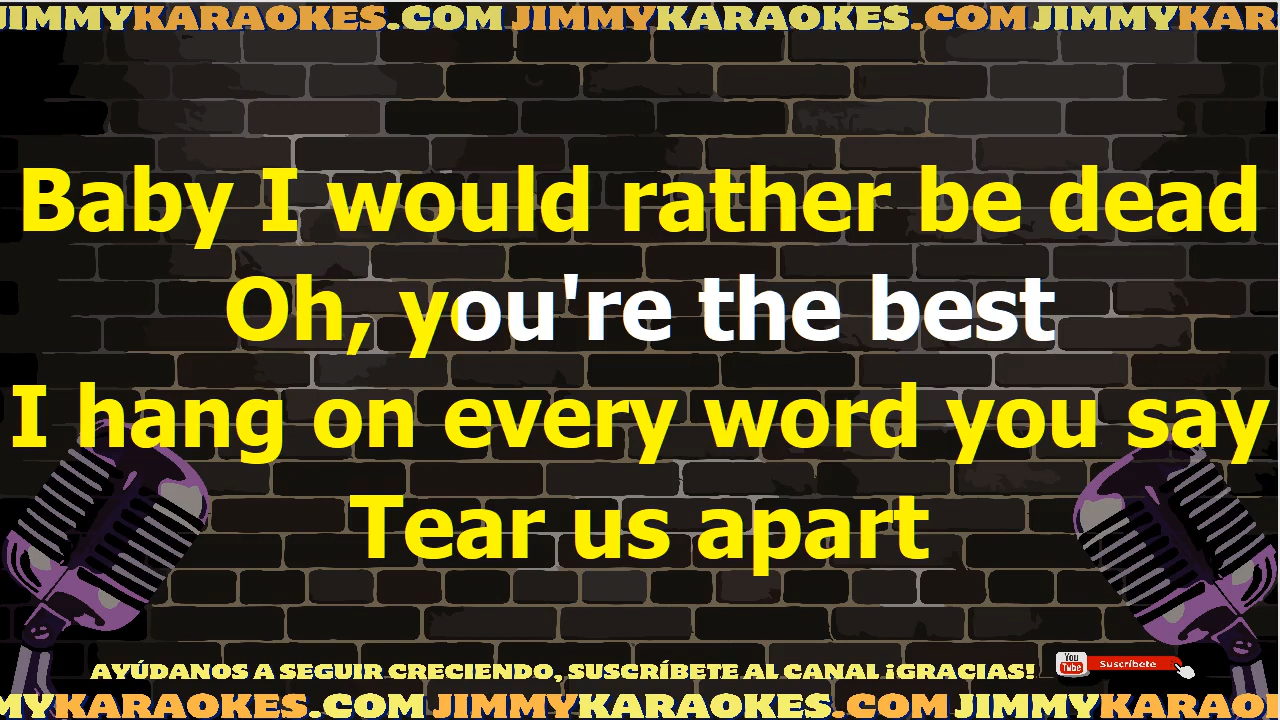 JIMMYKARAOKES.COM JIMMYKARAOKES.COM JIMMYKAR
Baby I would rather be dead
Oh, you're the best
I hang on every word you say
Tear us apart
AYÚDANOS A SEGUIR CRECIENDO, SUSCRÍBETE AL CANAL ¡GRACIAS!
You
Tube
Suscríbete
MYKARAOKES.COM JIMMYKARAOKES.COM JIMMYKARAO